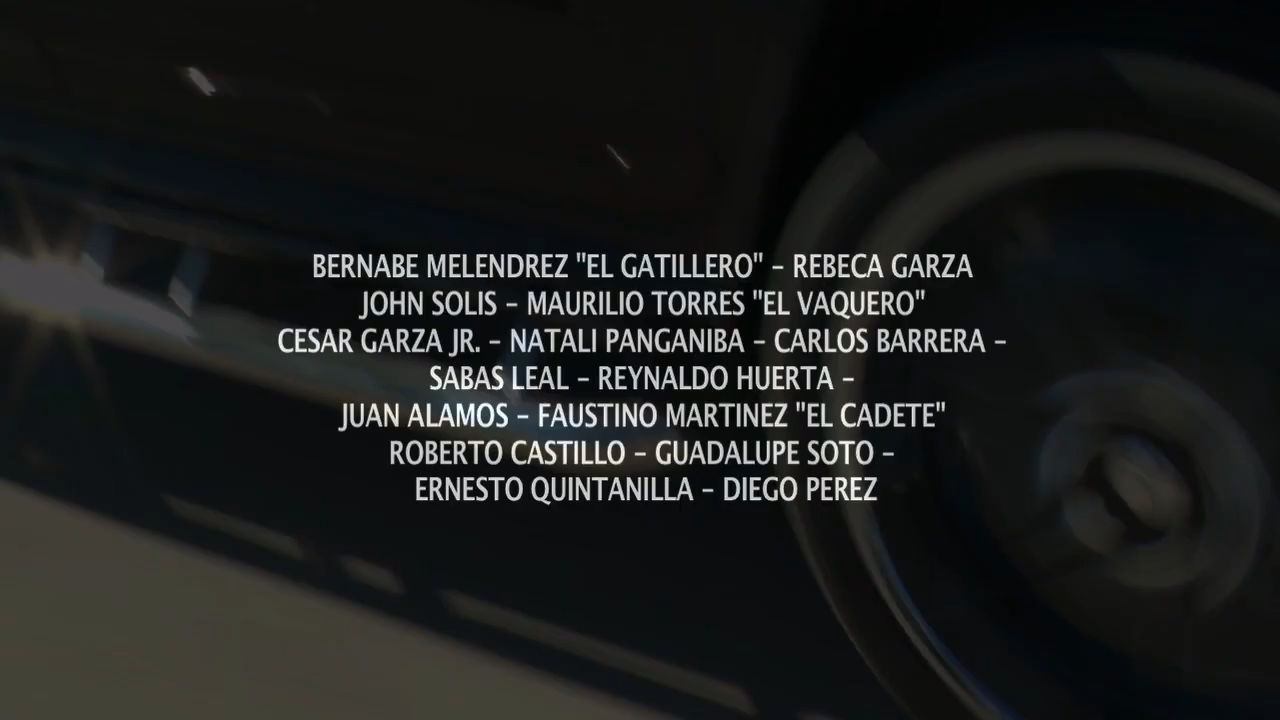 BERNABE MELENDREZ "EL GATILLERO" – REBECA GARZA
JOHN SOLIS – MAURILIO TORRES "EL VAQUERO"
CESAR GARZA JR. – NATALI PANGANIBA – CARLOS BARRERA –
SABAS LEAL – REYNALDO HUERTA –
JUAN ALAMOS – FAUSTINO MARTINEZ "EL CADETE"
ROBERTO CASTILLO – GUADALUPE SOTO –
ERNESTO QUINTANILLA – DIEGO PEREZ